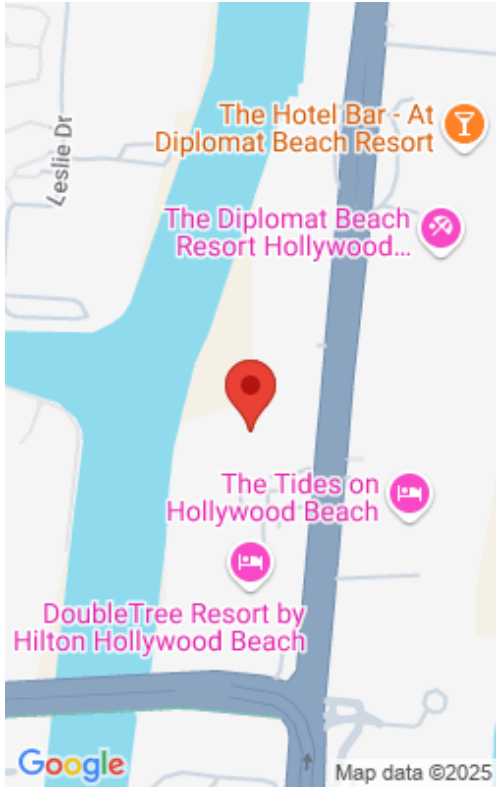 The Hotel Bar - At
Diplomat Beach Resort
Leslie Dr
The Diplomat Beach
Resort Hollywood...
The Tides on
Hollywood Beach
DoubleTree Resort by
Hilton Hollywood Beach
Google
Map data ©2025